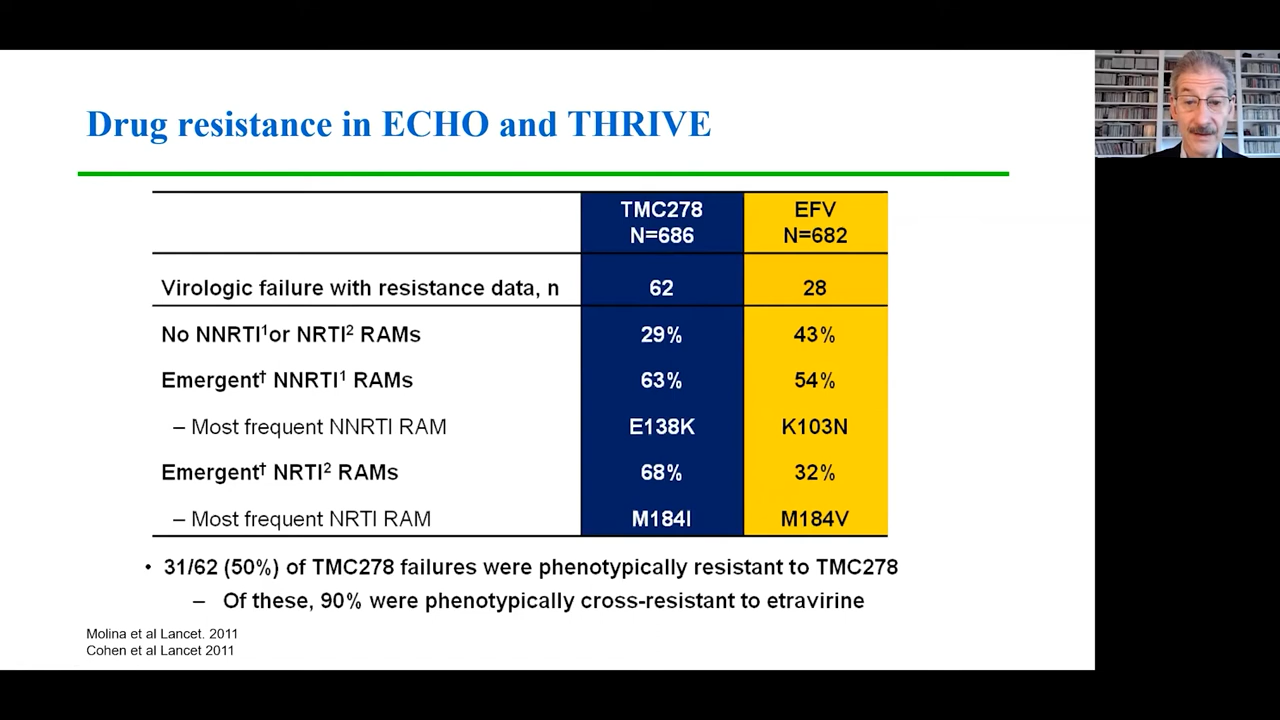 Drug resistance in ECHO and THRIVE
TMC278 EFV
N=686 N=682
Virologic failure with resistance data, n 62 28
No NNRTI¹or NRTI² RAMs 29% 43%
Emergent† NNRTI¹ RAMs 63% 54%
– Most frequent NNRTI RAM E138K K103N
Emergent† NRTI² RAMs 68% 32%
– Most frequent NRTI RAM M184I M184V
• 31/62 (50%) of TMC278 failures were phenotypically resistant to TMC278
– Of these, 90% were phenotypically cross-resistant to etravirine
Molina et al Lancet. 2011
Cohen et al Lancet 2011